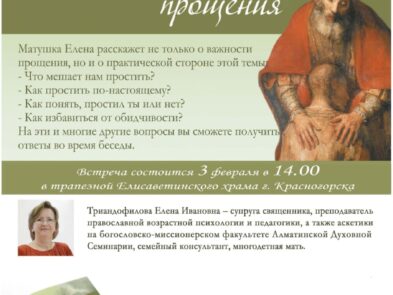 прощения
Матушка Елена расскажет не только о важности
прощения, но и о практической стороне этой темы:
- Что мешает нам простить?
- Как простить по-настоящему?
- Как понять, простил ты или нет?
- Как избавиться от обидчивости?
На эти и многие другие вопросы вы сможете получить
ответы во время беседы.
Встреча состоится 3 февраля в 14.00
в трапезной Елисаветинского храма г. Красногорска
Триандофилова Елена Ивановна – супруга священника, преподаватель
православной возрастной психологии и педагогики, а также аскетики
на богословско-миссионерском факультете Алматинской Духовной
Семинарии, семейный консультант, многодетная мать.